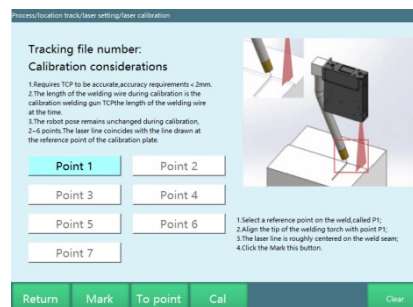 Process/location track/laser setting/laser calibration
Tracking file number:
Calibration considerations
1.Requires TCP to be accurate,accuracy requirements < 2mm.
2.The length of the welding wire during calibration is the
calibration welding gun TCPthe length of the welding wire
at the time.
3.The robot pose remains unchanged during calibration,
2~6 points.The laser line coincides with the line drawn at
the reference point of the calibration plate.
Point 1
Point 2
Point 3
Point 4
Point 5
Point 6
Point 7
1.Select a reference point on the weld,called P1;
2.Align the tip of the welding torch with point P1;
3.The laser line is roughly centered on the weld seam;
4.Click the Mark this button.
Return
Mark
To point
Cal
Clear